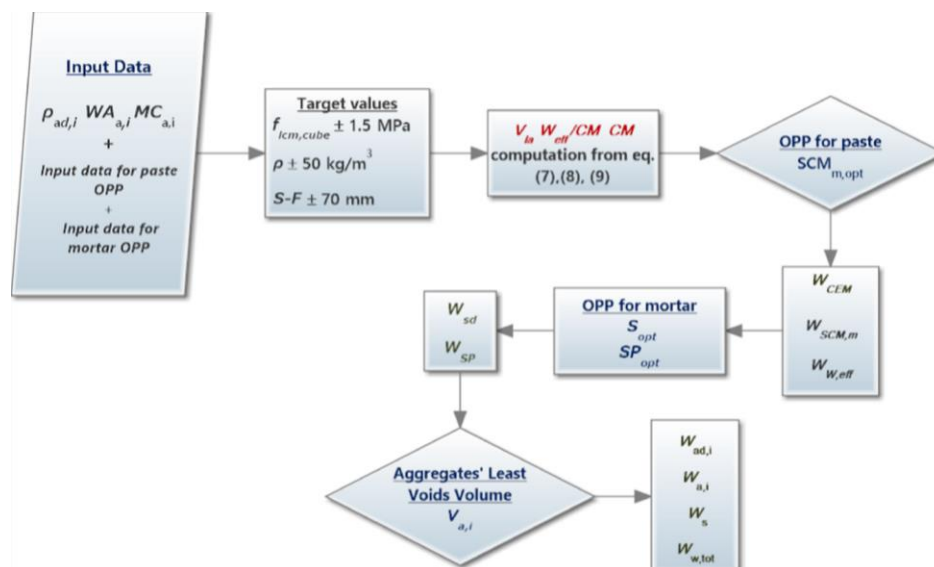 Input Data
ρad,i WAa,i MCa,i
+
Input data for paste
OPP
+
Input data for
mortar OPP
Target values
flcm,cube ± 1.5 MPa
ρ ± 50 kg/m3
S-F ± 70 mm
Vla Weff/CM CM
computation from eq.
(7),(8), (9)
OPP for paste
SCMm,opt
WCEM
WSCM,m
WW,eff
OPP for mortar
Sopt
SPopt
Wsd
WSP
Aggregates' Least
Voids Volume
Va,i
Wad,i
Wa,i
Ws
Ww,tot